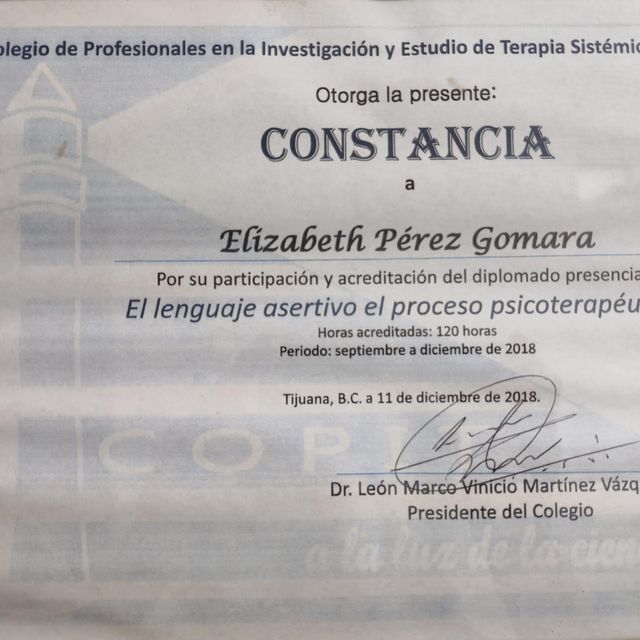 olegio de Profesionales en la Investigación y Estudio de Terapia Sistémic
Otorga la presente:
CONSTANCIA
a
Elizabeth Pérez Gomara
Por su participación y acreditación del diplomado presencia
El lenguaje asertivo el proceso psicoterapéu
Horas acreditadas: 120 horas
Periodo: septiembre a diciembre de 2018
Tijuana, B.C. a 11 de diciembre de 2018.
COPIT
Dr. León Marco Vinicio Martínez Vázq
Presidente del Colegio
a la luz de la cien